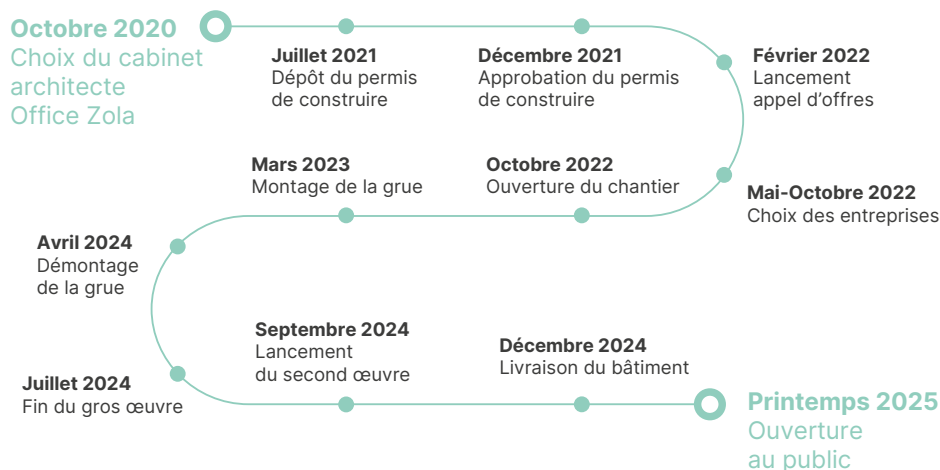 Octobre 2020
Choix du cabinet
architecte
Office Zola
Juillet 2021
Dépôt du permis
de construire
Décembre 2021
Approbation du permis
de construire
Février 2022
Lancement
appel d’offres
Mai-Octobre 2022
Choix des entreprises
Octobre 2022
Ouverture du chantier
Mars 2023
Montage de la grue
Avril 2024
Démontage
de la grue
Juillet 2024
Fin du gros œuvre
Septembre 2024
Lancement
du second œuvre
Décembre 2024
Livraison du bâtiment
Printemps 2025
Ouverture
au public